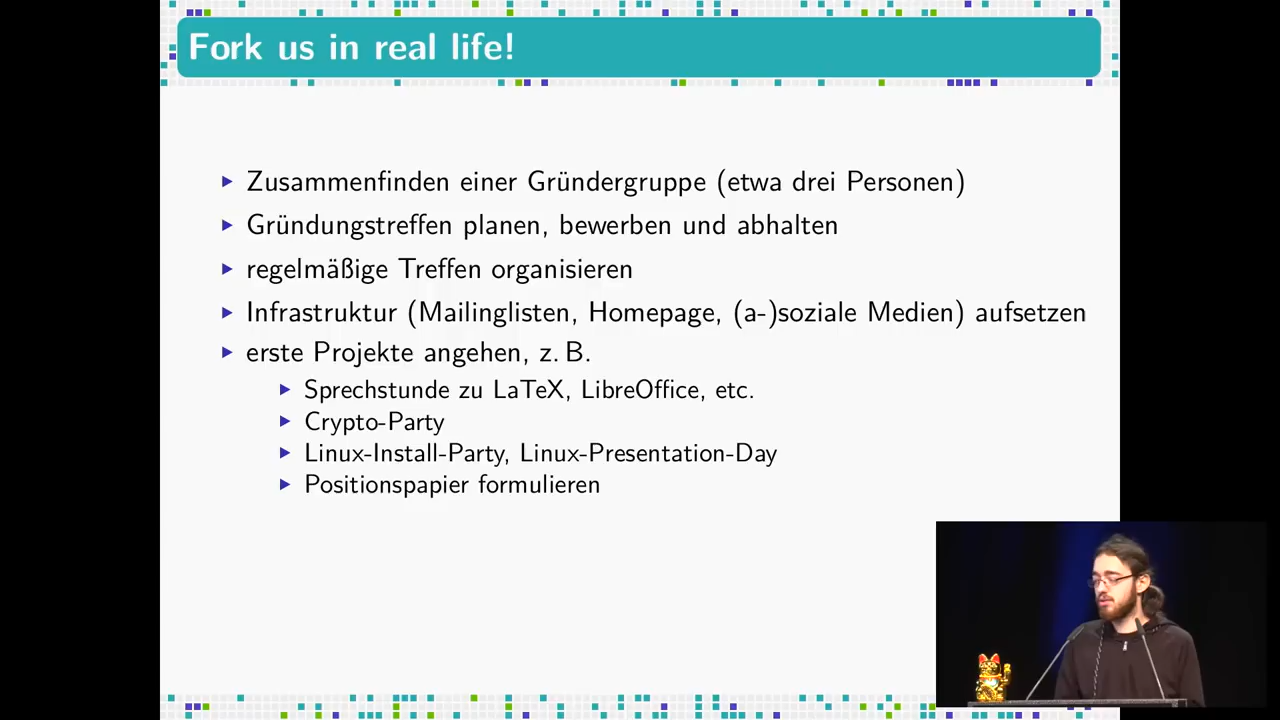 Fork us in real life!
Zusammenfinden einer Gründergruppe (etwa drei Personen)
Gründungstreffen planen, bewerben und abhalten
regelmäßige Treffen organisieren
Infrastruktur (Mailinglisten, Homepage, (a-)soziale Medien) aufsetzen
erste Projekte angehen, z. B.
Sprechstunde zu LaTeX, LibreOffice, etc.
Crypto-Party
Linux-Install-Party, Linux-Presentation-Day
Positionspapier formulieren